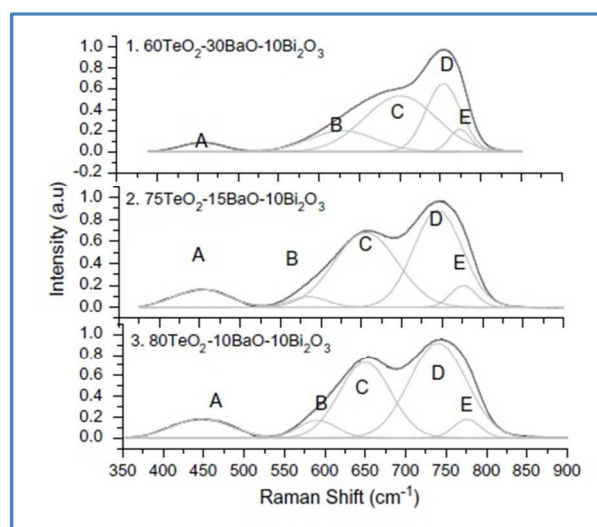 1. 60TeO₂-30BaO-10Bi₂O₃
1.0
0.8
0.6
0.4
0.2
0.0
-0.2
A
B
C
D
E
2. 75TeO₂-15BaO-10Bi₂O₃
1.0
0.8
0.6
0.4
0.2
0.0
A
B
C
D
E
3. 80TeO₂-10BaO-10Bi₂O₃
1.0
0.8
0.6
0.4
0.2
0.0
A
B
C
D
E
Intensity (a.u)
350 400 450 500 550 600 650 700 750 800 850 900
Raman Shift (cm⁻¹)